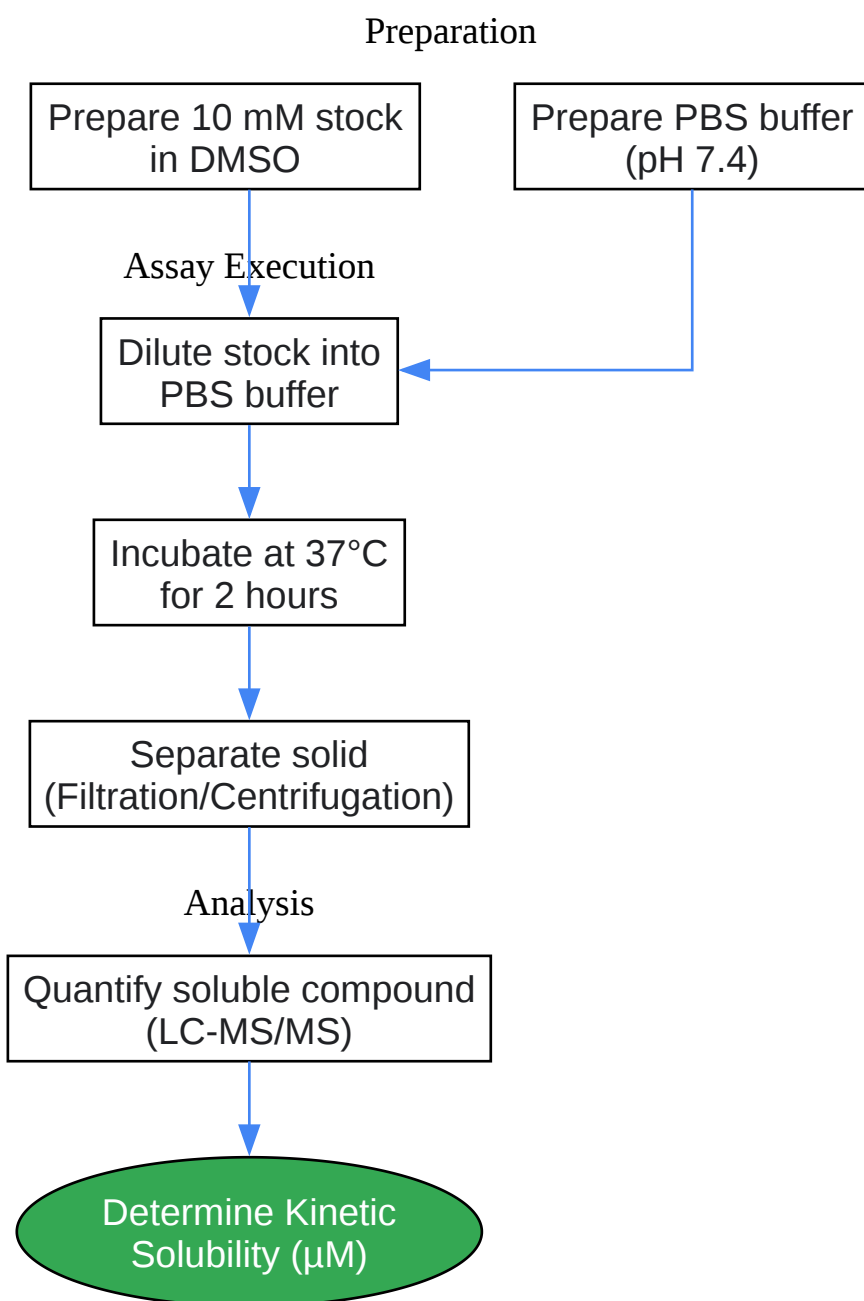 Preparation
Prepare 10 mM stock
in DMSO
Prepare PBS buffer
(pH 7.4)
Assay Execution
Dilute stock into
PBS buffer
Incubate at 37°C
for 2 hours
Separate solid
(Filtration/Centrifugation)
Analysis
Quantify soluble compound
(LC-MS/MS)
Determine Kinetic
Solubility (µM)